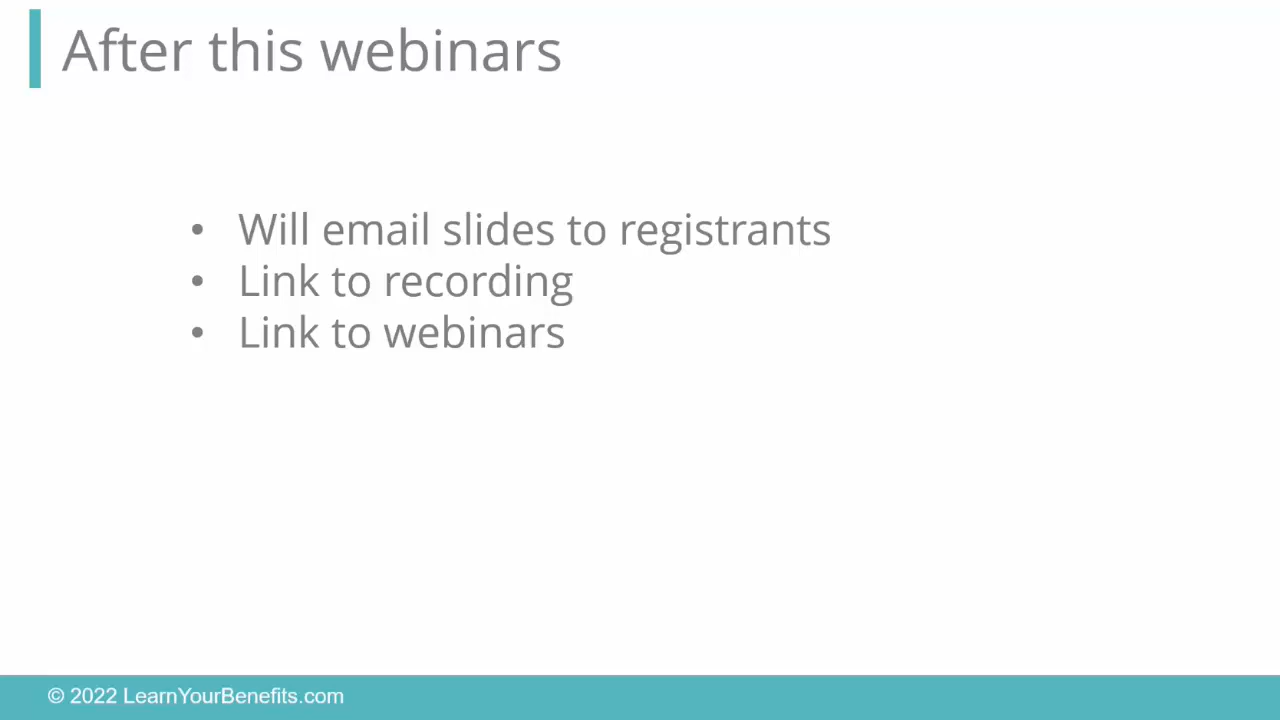 After this webinars
• Will email slides to registrants
• Link to recording
• Link to webinars
© 2022 LearnYourBenefits.com